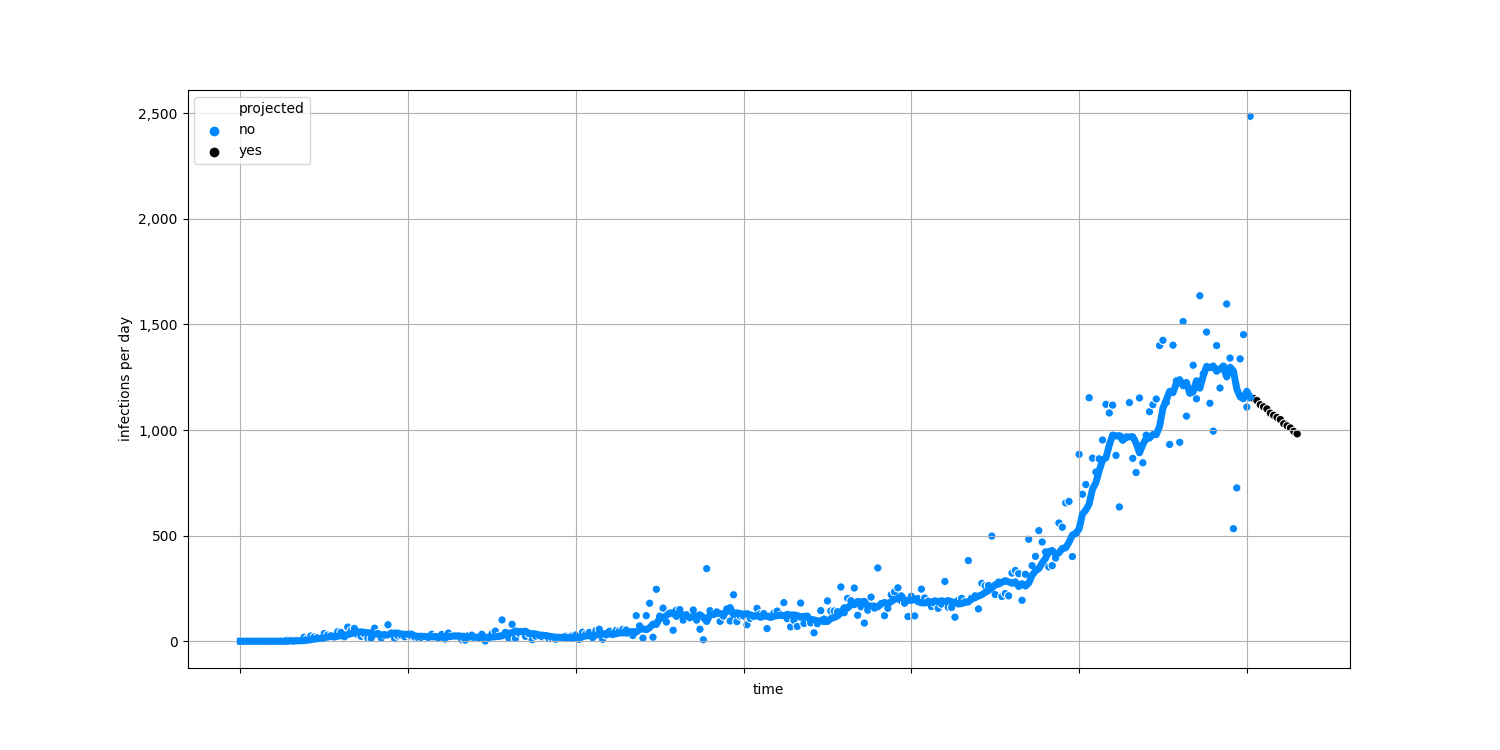 projected
no
yes
2,500
2,000
1,500
1,000
500
0
infections per day
time